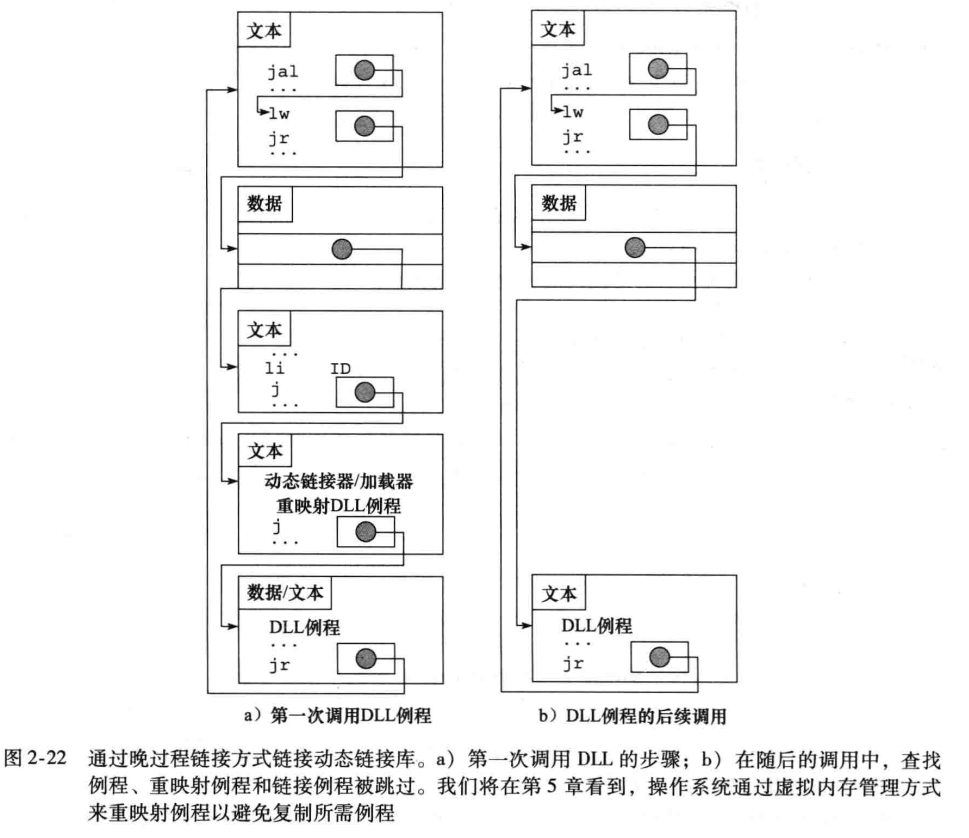 文本
jal
...
lw
jr
...
数据
文本
...
li ID
j
...
文本
动态链接器/加载器
重映射DLL例程
j
...
数据/文本
DLL例程
...
jr
a）第一次调用DLL例程
文本
jal
...
lw
jr
...
数据
文本
DLL例程
...
jr
b）DLL例程的后续调用
图 2-22 通过晚过程链接方式链接动态链接库。a）第一次调用 DLL 的步骤；b）在随后的调用中，查找
例程、重映射例程和链接例程被跳过。我们将在第 5 章看到，操作系统通过虚拟内存管理方式
来重映射例程以避免复制所需例程